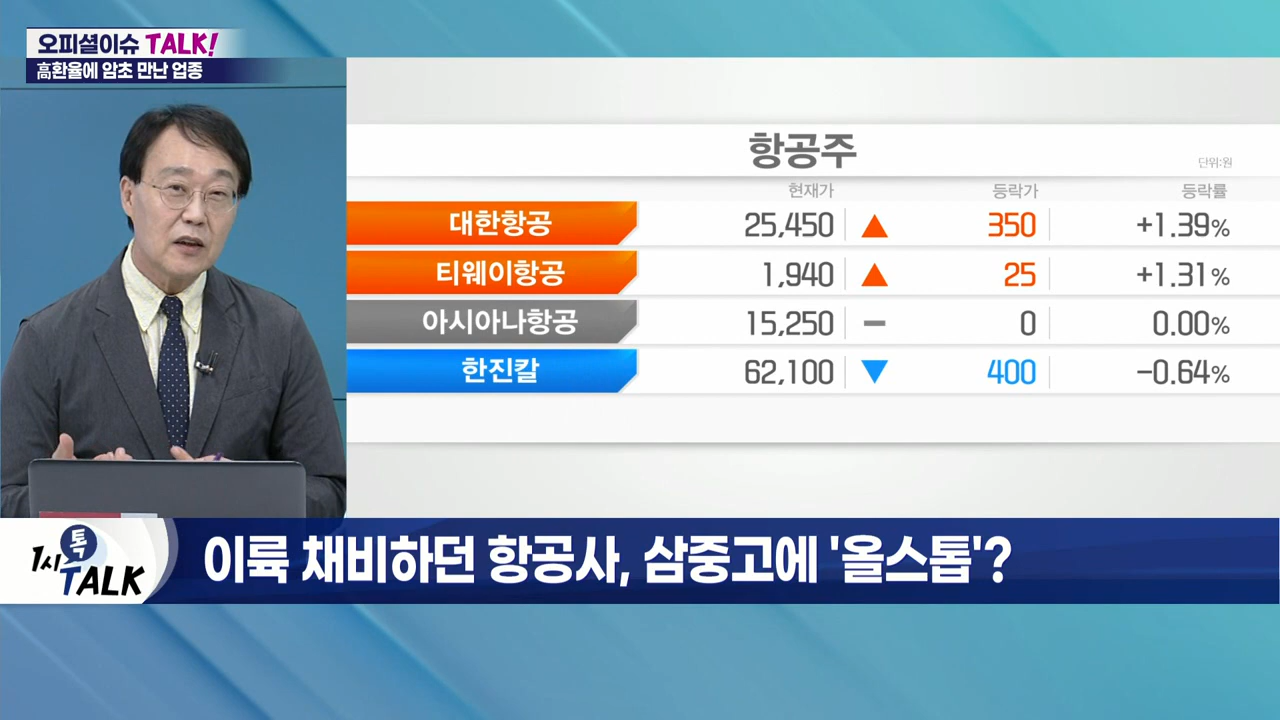 오피셜이슈 TALK!
高환율에 암초 만난 업종
항공주
단위:원
현재가 등락가 등락률
대한항공 25,450 ▲ 350 +1.39%
티웨이항공 1,940 ▲ 25 +1.31%
아시아나항공 15,250 - 0 0.00%
한진칼 62,100 ▼ 400 -0.64%
1시톡
TALK
이륙 채비하던 항공사, 삼중고에 '올스톱'?